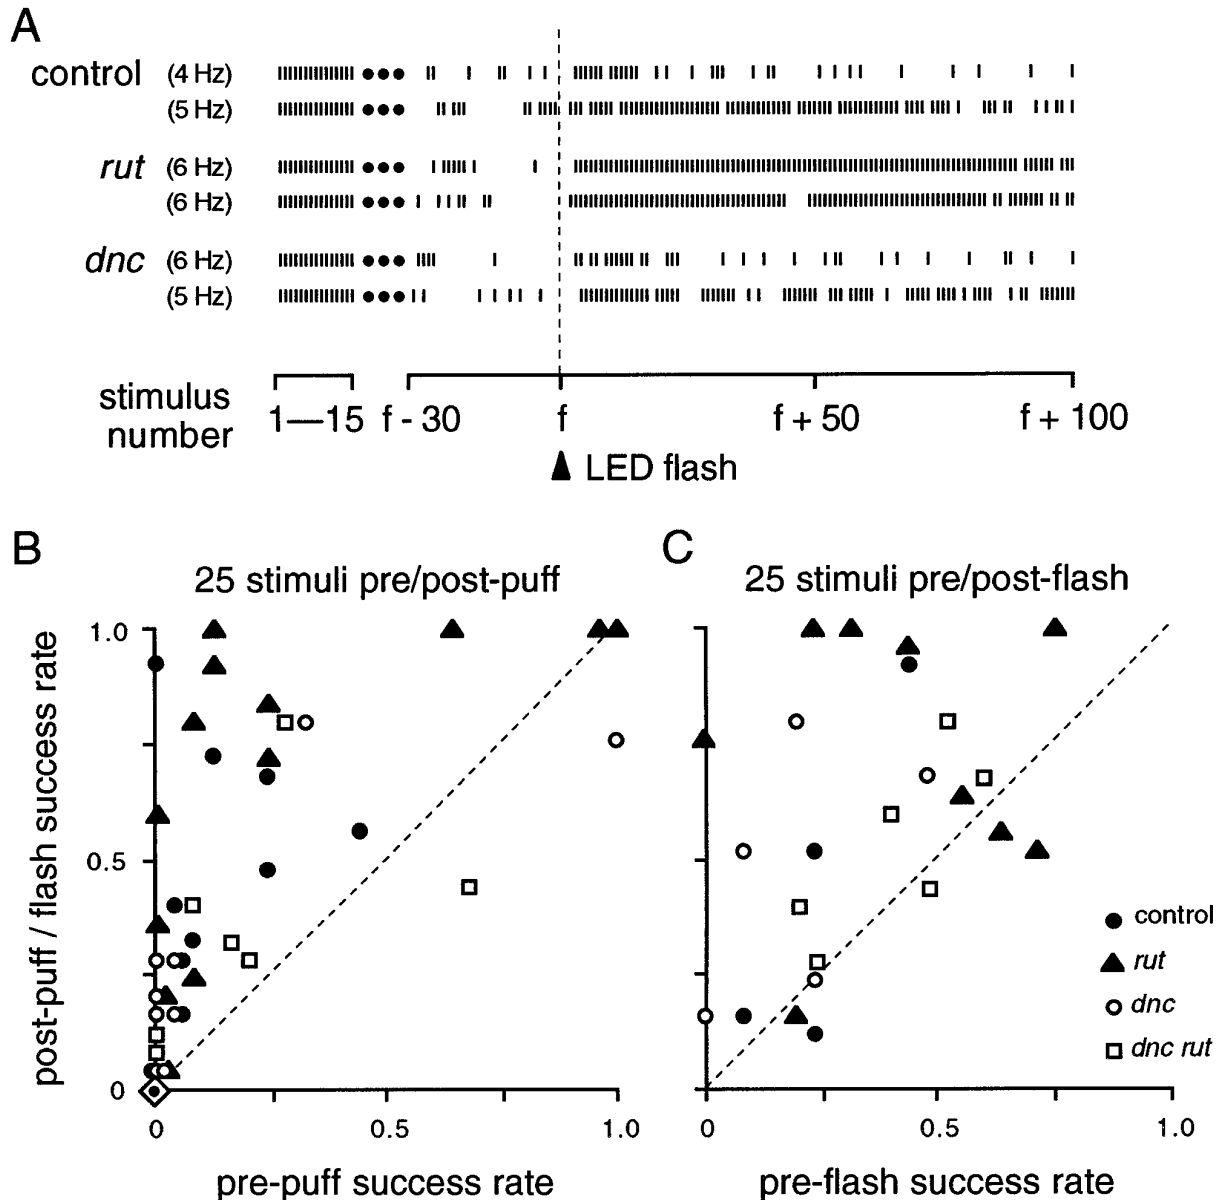 A
control (4 Hz)
(5 Hz)
rut (6 Hz)
(6 Hz)
dnc (6 Hz)
(5 Hz)
stimulus number
1—15 f - 30 f f + 50 f + 100
LED flash
B
25 stimuli pre/post-puff
post-puff / flash success rate
1.0
0.5
0
0 0.5 1.0
pre-puff success rate
C
25 stimuli pre/post-flash
control
rut
dnc
dnc rut
0 0.5 1.0
pre-flash success rate